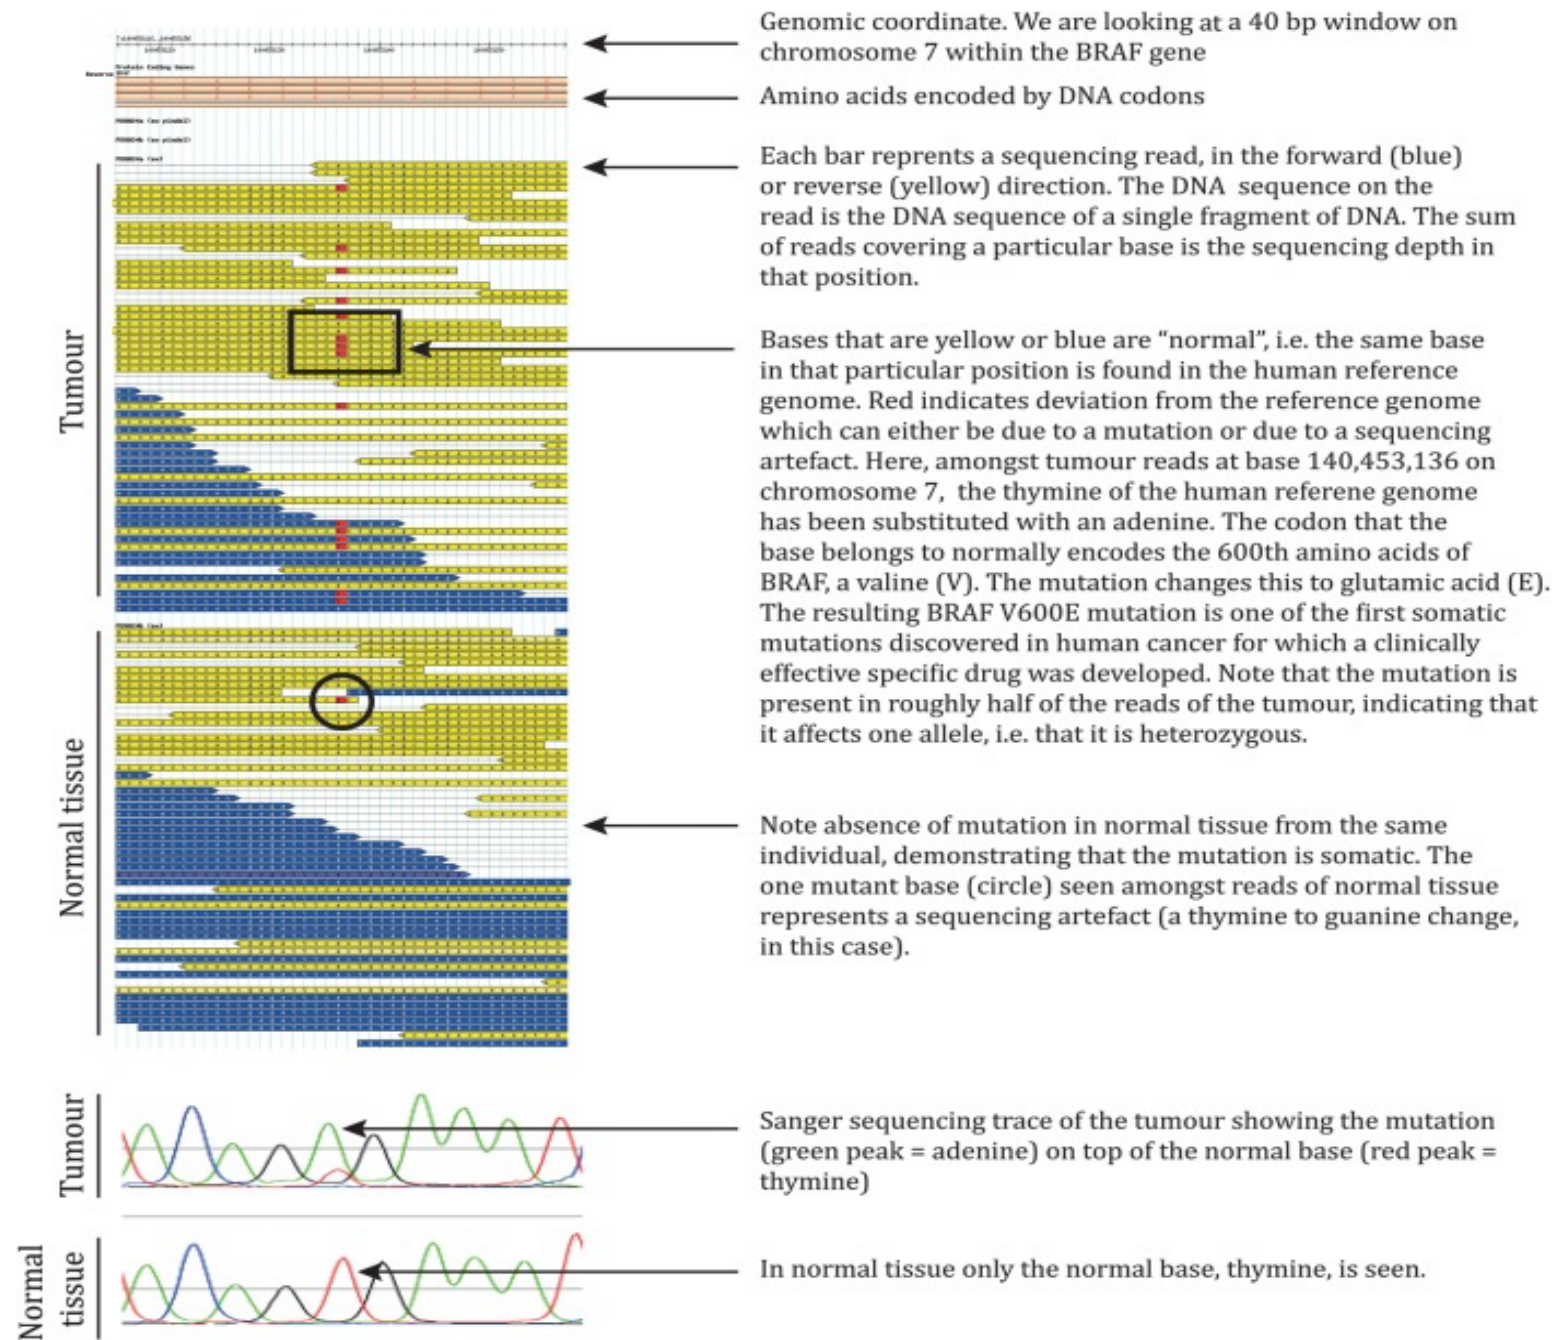 Genomic coordinate. We are looking at a 40 bp window on
chromosome 7 within the BRAF gene
Amino acids encoded by DNA codons
Each bar reprents a sequencing read, in the forward (blue)
or reverse (yellow) direction. The DNA sequence on the
read is the DNA sequence of a single fragment of DNA. The sum
of reads covering a particular base is the sequencing depth in
that position.
Tumour
Bases that are yellow or blue are “normal”, i.e. the same base
in that particular position is found in the human reference
genome. Red indicates deviation from the reference genome
which can either be due to a mutation or due to a sequencing
artefact. Here, amongst tumour reads at base 140,453,136 on
chromosome 7, the thymine of the human referene genome
has been substituted with an adenine. The codon that the
base belongs to normally encodes the 600th amino acids of
BRAF, a valine (V). The mutation changes this to glutamic acid (E).
The resulting BRAF V600E mutation is one of the first somatic
mutations discovered in human cancer for which a clinically
effective specific drug was developed. Note that the mutation is
present in roughly half of the reads of the tumour, indicating that
it affects one allele, i.e. that it is heterozygous.
Normal tissue
Note absence of mutation in normal tissue from the same
individual, demonstrating that the mutation is somatic. The
one mutant base (circle) seen amongst reads of normal tissue
represents a sequencing artefact (a thymine to guanine change,
in this case).
Tumour
Sanger sequencing trace of the tumour showing the mutation
(green peak = adenine) on top of the normal base (red peak =
thymine)
Normal
tissue
In normal tissue only the normal base, thymine, is seen.